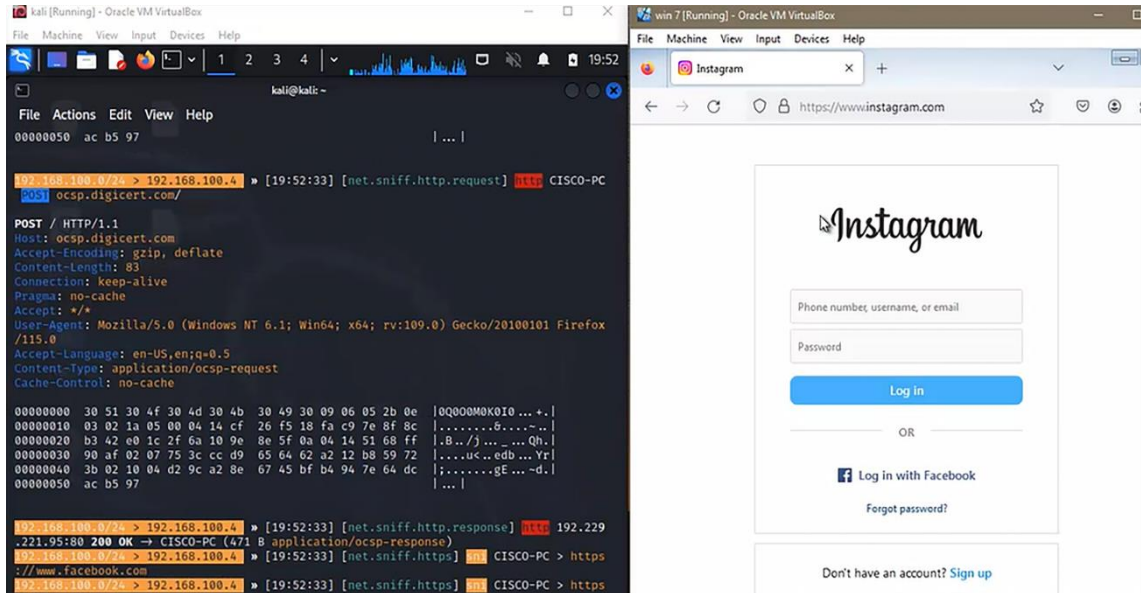 kali [Running] - Oracle VM VirtualBox
File Machine View Input Devices Help
1 2 3 4
19:52
kali@kali: ~
File Actions Edit View Help
00000050 ac b5 97 |...|
192.168.100.0/24 > 192.168.100.4 » [19:52:33] [net.sniff.http.request] http CISCO-PC
POST ocsp.digicert.com/
POST / HTTP/1.1
Host: ocsp.digicert.com
Accept-Encoding: gzip, deflate
Content-Length: 83
Connection: keep-alive
Pragma: no-cache
Accept: */*
User-Agent: Mozilla/5.0 (Windows NT 6.1; Win64; x64; rv:109.0) Gecko/20100101 Firefox
/115.0
Accept-Language: en-US,en;q=0.5
Content-Type: application/ocsp-request
Cache-Control: no-cache
00000000 30 51 30 4f 30 4d 30 4b 30 49 30 09 06 05 2b 0e |0Q0O0M0K0I0...+.|
00000010 03 02 1a 05 00 04 14 cf 26 f5 18 fa c9 7e 8f 8c |........&....~..|
00000020 b3 42 e0 1c 2f 6a 10 9e 8e 5f 0a 04 14 51 68 ff |.B../j..._...Qh.|
00000030 90 af 02 07 75 3c cc d9 65 64 62 a2 12 b8 59 72 |....u<..edb...Yr|
00000040 3b 02 10 04 d2 9c a2 8e 67 45 bf b4 94 7e 64 dc |;.......gE...~d.|
00000050 ac b5 97 |...|
192.168.100.0/24 > 192.168.100.4 » [19:52:33] [net.sniff.http.response] http 192.229
.221.95:80 200 OK → CISCO-PC (471 B application/ocsp-response)
192.168.100.0/24 > 192.168.100.4 » [19:52:33] [net.sniff.https] sni CISCO-PC > https
://www.facebook.com
192.168.100.0/24 > 192.168.100.4 » [19:52:33] [net.sniff.https] sni CISCO-PC > https
win 7 [Running] - Oracle VM VirtualBox
File Machine View Input Devices Help
Instagram
https://www.instagram.com
Instagram
Phone number, username, or email
Password
Log in
OR
Log in with Facebook
Forgot password?
Don't have an account? Sign up